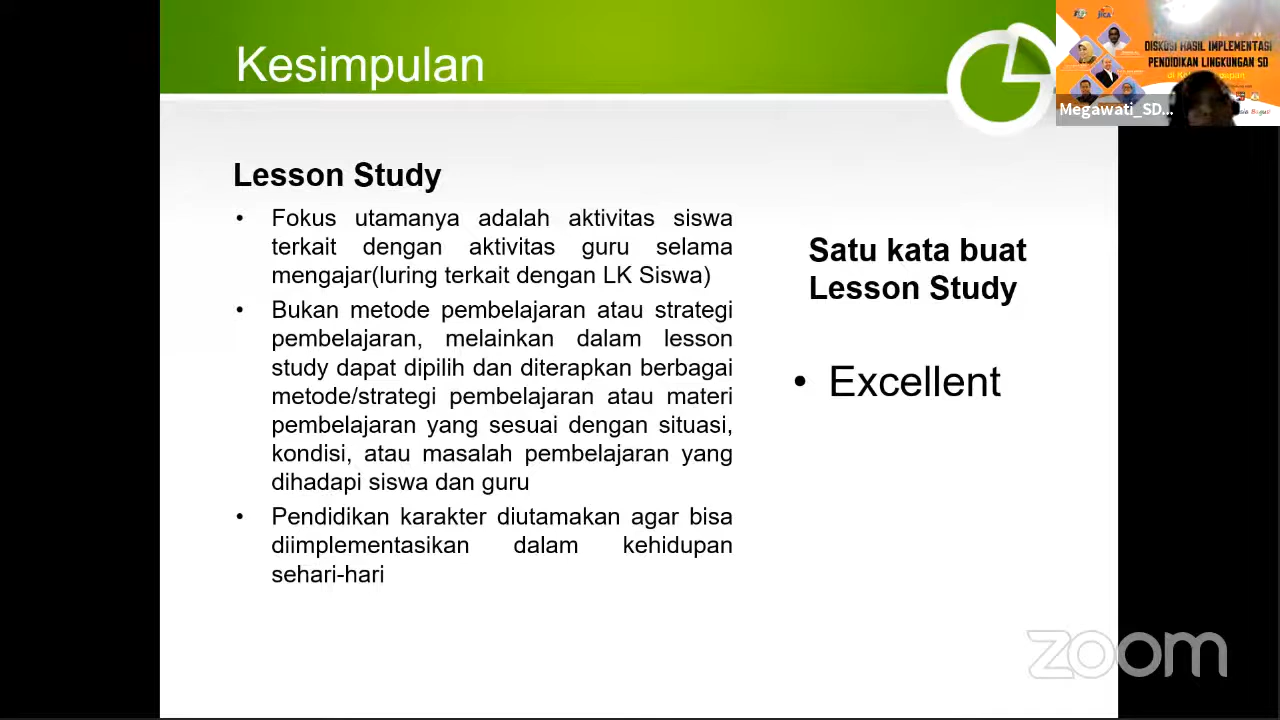 Kesimpulan
Lesson Study
• Fokus utamanya adalah aktivitas siswa
terkait dengan aktivitas guru selama
mengajar(luring terkait dengan LK Siswa)
• Bukan metode pembelajaran atau strategi
pembelajaran, melainkan dalam lesson
study dapat dipilih dan diterapkan berbagai
metode/strategi pembelajaran atau materi
pembelajaran yang sesuai dengan situasi,
kondisi, atau masalah pembelajaran yang
dihadapi siswa dan guru
• Pendidikan karakter diutamakan agar bisa
diimplementasikan dalam kehidupan
sehari-hari
Satu kata buat
Lesson Study
• Excellent
JICA
DISKUSI HASIL IMPLEMENTASI
PENDIDIKAN LINGKUNGAN SD
di
Megawati_SD...
zoom